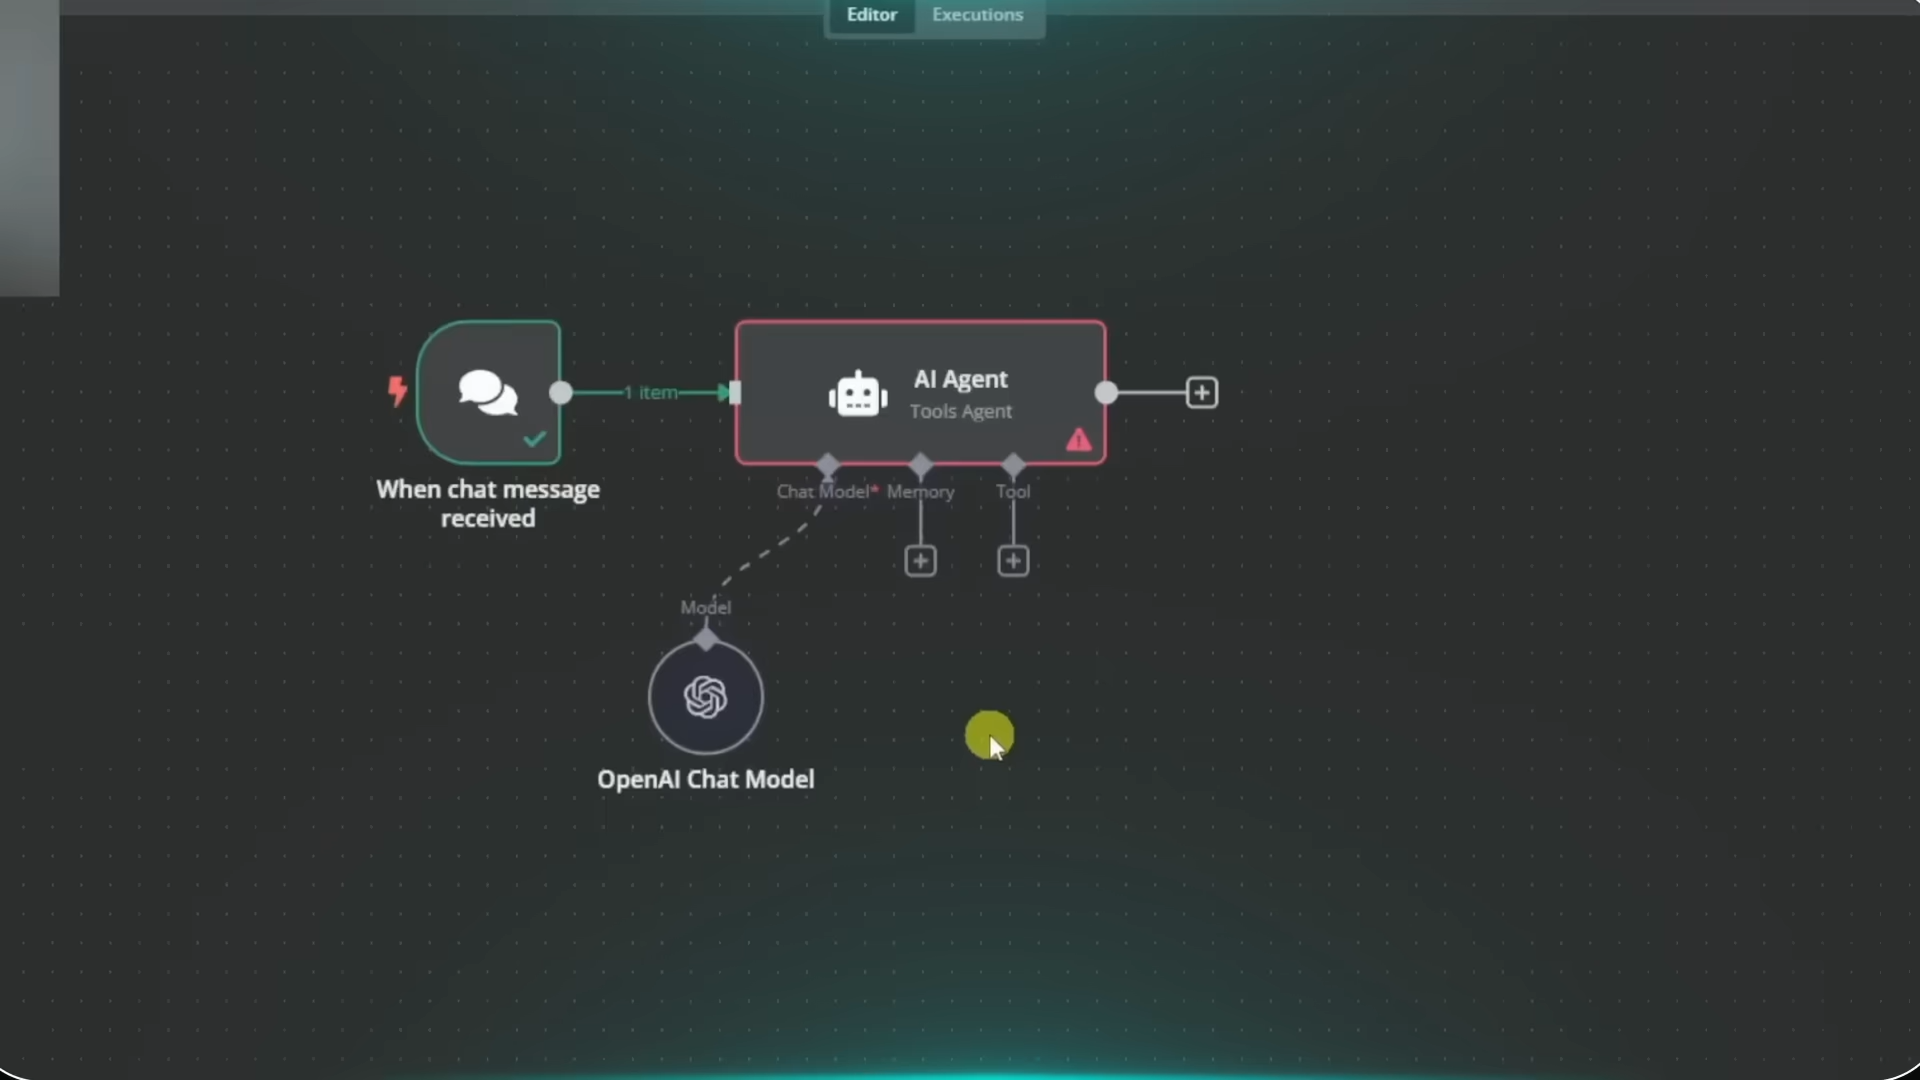 Editor Executions
1 item
AI Agent
Tools Agent
When chat message
received
Chat Model* Memory Tool
Model
OpenAI Chat Model